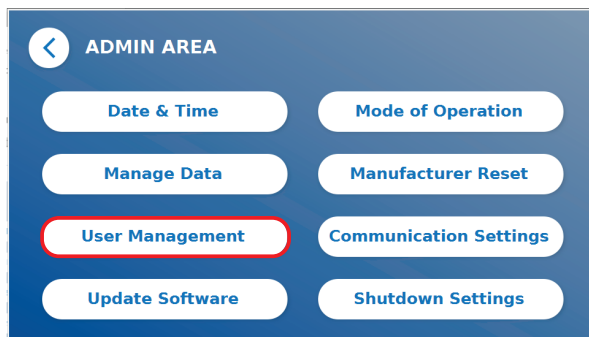 ADMIN AREA
Date & Time
Mode of Operation
Manage Data
Manufacturer Reset
User Management
Communication Settings
Update Software
Shutdown Settings